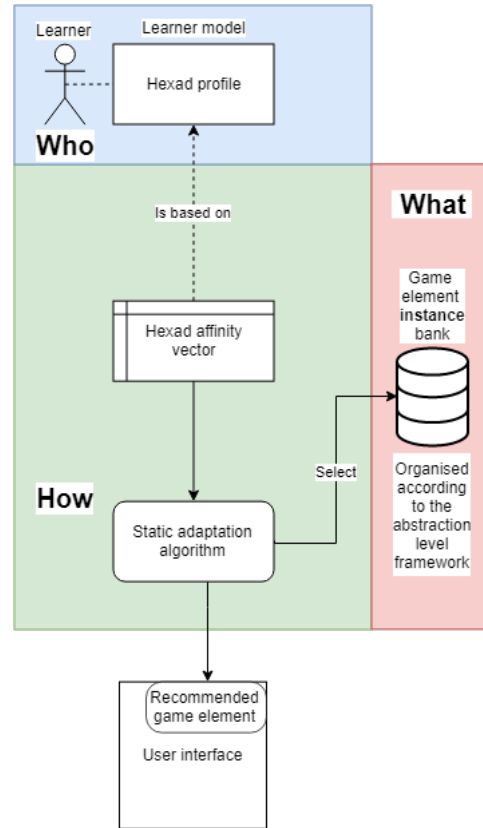 Learner
Learner model
Hexad profile
Who
Is based on
What
Game
element
instance
bank
Hexad affinity
vector
Select
How
Static adaptation
algorithm
Organised
according to
to the
abstraction
level
framework
Recommended
game element
User interface